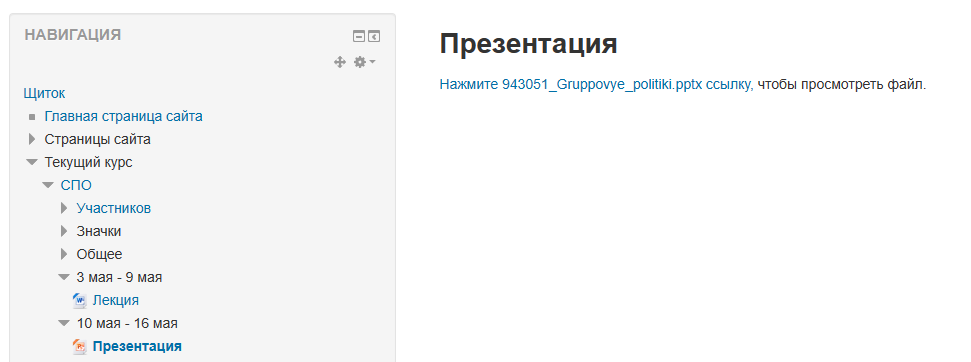 НАВИГАЦИЯ
Щиток
Главная страница сайта
Страницы сайта
Текущий курс
СПО
Участников
Значки
Общее
3 мая - 9 мая
Лекция
10 мая - 16 мая
Презентация
Презентация
Нажмите 943051_Gruppovye_politiki.pptx ссылку, чтобы просмотреть файл.